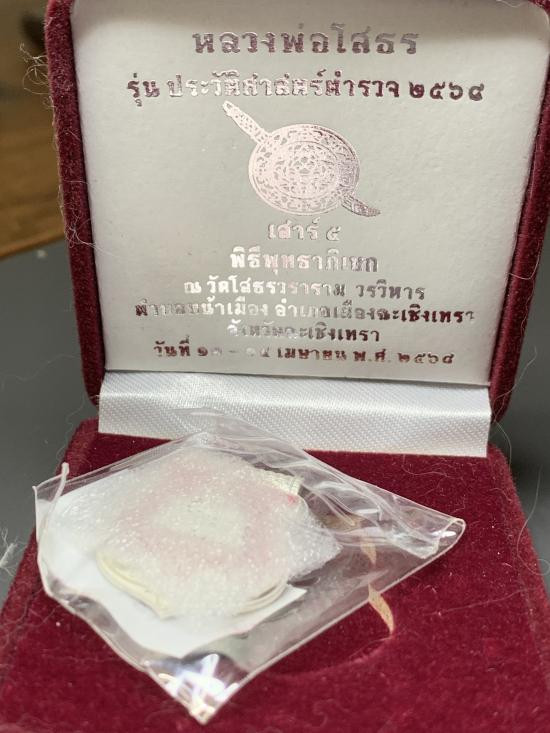 หลวงพ่อโสธร
รุ่น ประวัติศาสตร์ตำรวจ ๒๕๖๔
เสาร์ ๕
พิธีพุทธาภิเษก
ณ วัดโสธรวราราม วรวิหาร
ตำบลหน้าเมือง อำเภอเมืองฉะเชิงเทรา
จังหวัดฉะเชิงเทรา
วันที่ - เมษายน พ.ศ. ๒๕๖๔